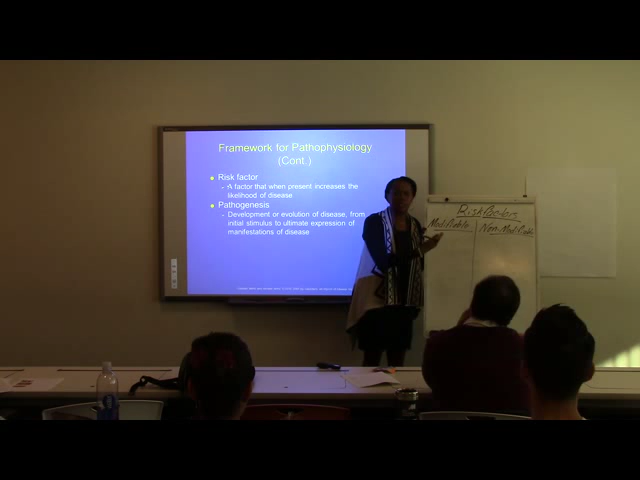 Framework for Pathophysiology
(Cont.)
Risk factor
- A factor that when present increases the
likelihood of disease
Pathogenesis
- Development or evolution of disease, from
initial stimulus to ultimate expression of
manifestations of disease
Risk factors
Modifiable
Non-Modifiable